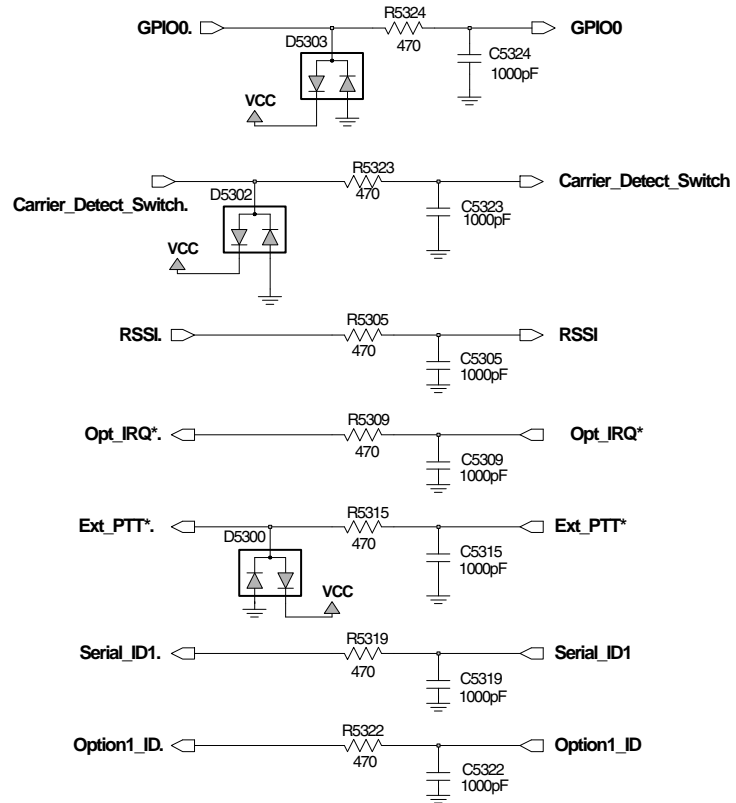 R5324
GPIO0. GPIO0
D5303
470
C5324
1000pF
VCC
R5323
Carrier_Detect_Switch
470
D5302
Carrier_Detect_Switch.
C5323
1000pF
VCC
R5305
RSSI. RSSI
470
C5305
1000pF
R5309
Opt_IRQ*. Opt_IRQ*
470
C5309
1000pF
R5315
Ext_PTT*. Ext_PTT*
D5300
470
C5315
1000pF
VCC
R5319
Serial_ID1. Serial_ID1
470
C5319
1000pF
R5322
Option1_ID. Option1_ID
470
C5322
1000pF